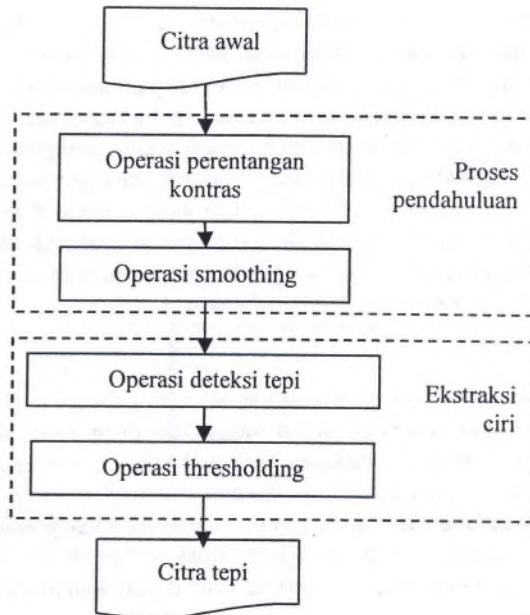 Citra awal
Operasi perentangan
kontras
Proses
pendahuluan
Operasi smoothing
Operasi deteksi tepi
Ekstraksi
ciri
Operasi thresholding
Citra tepi